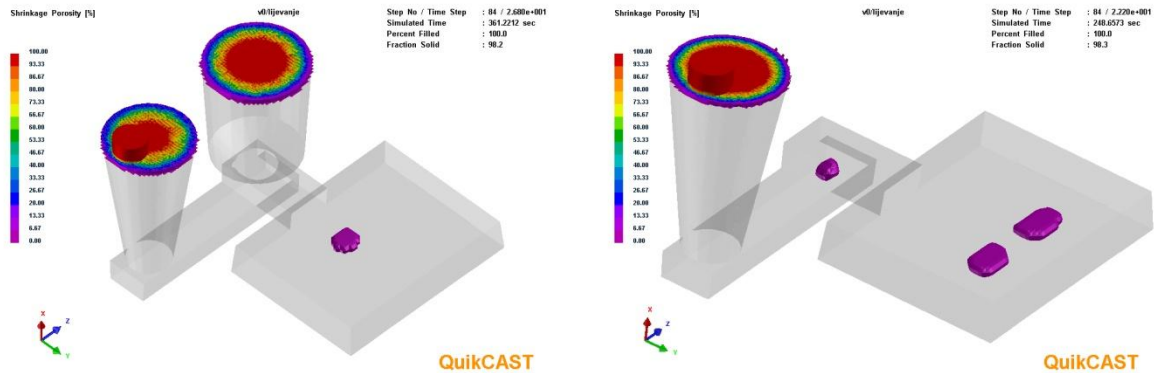 Shrinkage Porosity [%]
v0/lijevanje
Step No / Time Step : 84 / 2.680e+001
Simulated Time : 361.2212 sec
Percent Filled : 100.0
Fraction Solid : 98.2
100.00
93.33
86.67
80.00
73.33
66.67
60.00
53.33
46.67
40.00
33.33
26.67
20.00
13.33
6.67
0.00
X
Z
Y
QuikCAST
Shrinkage Porosity [%]
v0/lijevanje
Step No / Time Step : 84 / 2.220e+001
Simulated Time : 248.6573 sec
Percent Filled : 100.0
Fraction Solid : 98.3
100.00
93.33
86.67
80.00
73.33
66.67
60.00
53.33
46.67
40.00
33.33
26.67
20.00
13.33
6.67
0.00
X
Z
Y
QuikCAST